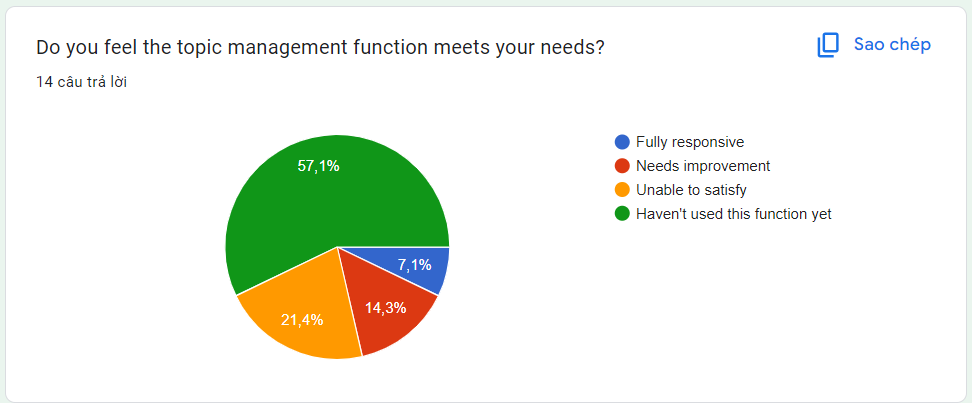 Do you feel the topic management function meets your needs?
Sao chép
14 câu trả lời
57,1%
7,1%
14,3%
21,4%
Fully responsive
Needs improvement
Unable to satisfy
Haven't used this function yet